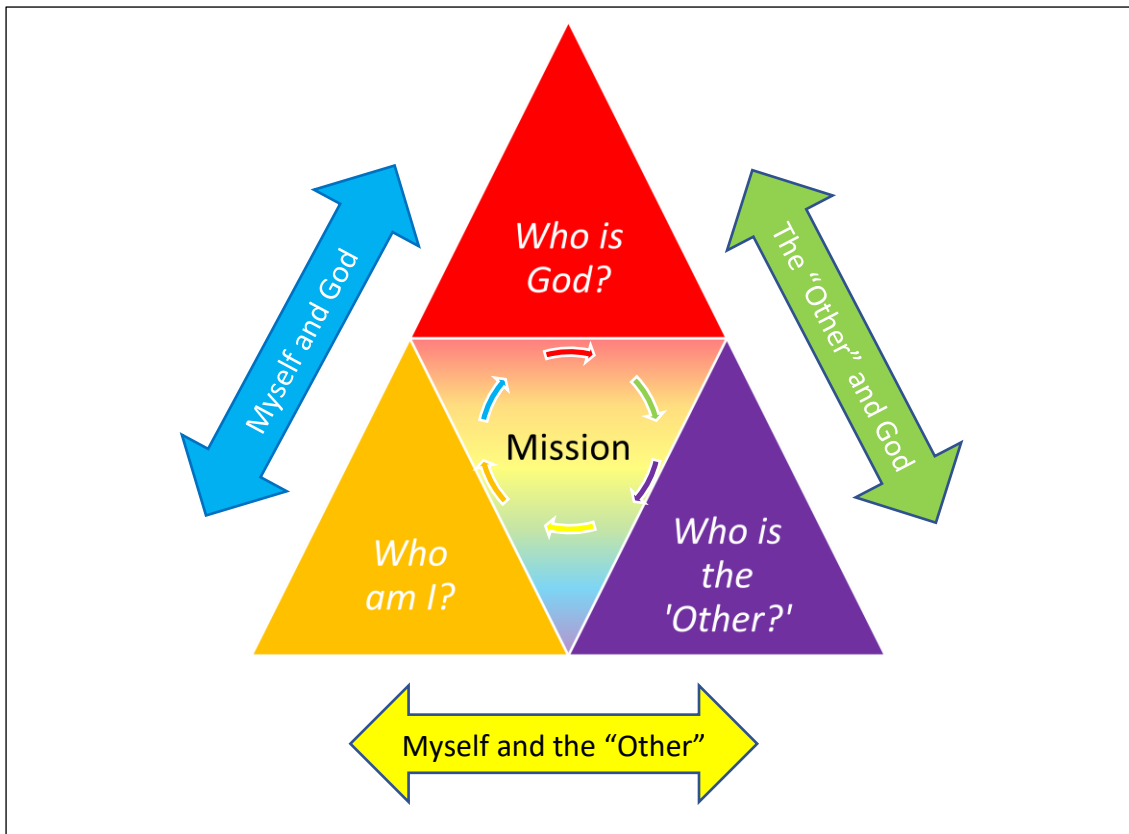 Who is
God?
Myself and God
The “Other” and God
Mission
Who
am I?
Who is
the
'Other?'
Myself and the “Other”